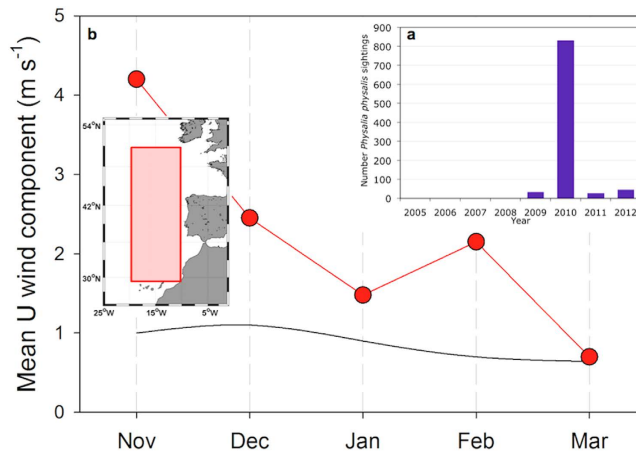 Mean U wind component (m s⁻¹)
5
4
3
2
1
0
Nov Dec Jan Feb Mar
b
54°N
42°N
30°N
25°W 15°W 5°W
a
Number Physalia physalis sightings
900
800
700
600
500
400
300
200
100
0
2005 2006 2007 2008 2009 2010 2011 2012
Year